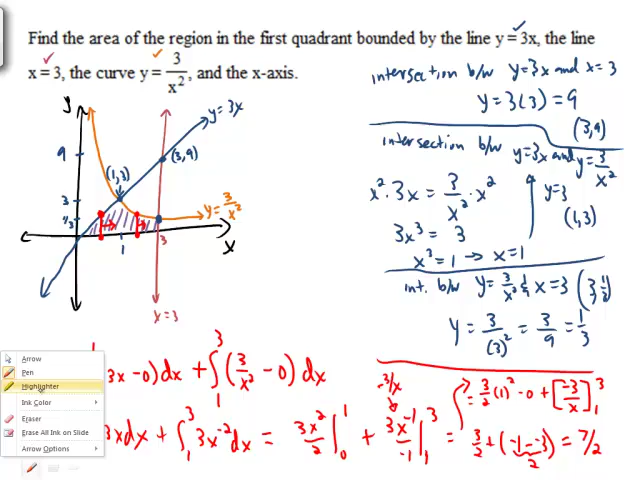 Find the area of the region in the first quadrant bounded by the line y = 3x, the line
x = 3, the curve y = 3/x², and the x-axis.
intersection b/w y=3x and x=3
y=3(3)=9
(3,9)
intersection b/w y=3x and y=3/x²
x²·3x = 3/x²·x²
3x³ = 3
x³=1 → x=1
y=3
(1,3)
int. b/w y=3/x² & x=3 (3,1/3)
y = 3/(3)² = 3/9 = 1/3
y
y=3x
9
(3,9)
(1,3)
3
1/3
y=3/x²
1
3
x
x=3
3x-0)dx + ∫₁³(3/x² - 0)dx
3xdx + ∫₁³ 3x⁻²dx = 3x²/2 |₀¹ + 3x⁻¹/-1 |₁³ =
-3/x
= 3/2(1)² - 0 + [-3/x]₁³
3/2 + (-1--3) = 7/2
2
Arrow
Pen
Highlighter
Ink Color
Eraser
Erase All Ink on Slide
Arrow Options